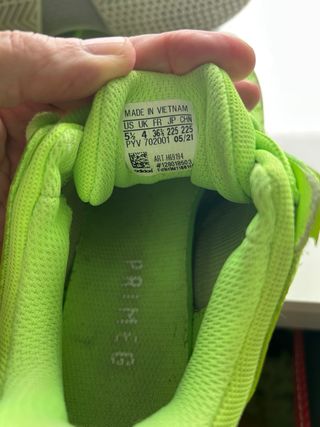 MADE IN VIETNAM
US UK FR JP CHN
5½ 4 36⅔ 225 225
PYV 702001 05/21
ART H69194
adidas
PRIMEG